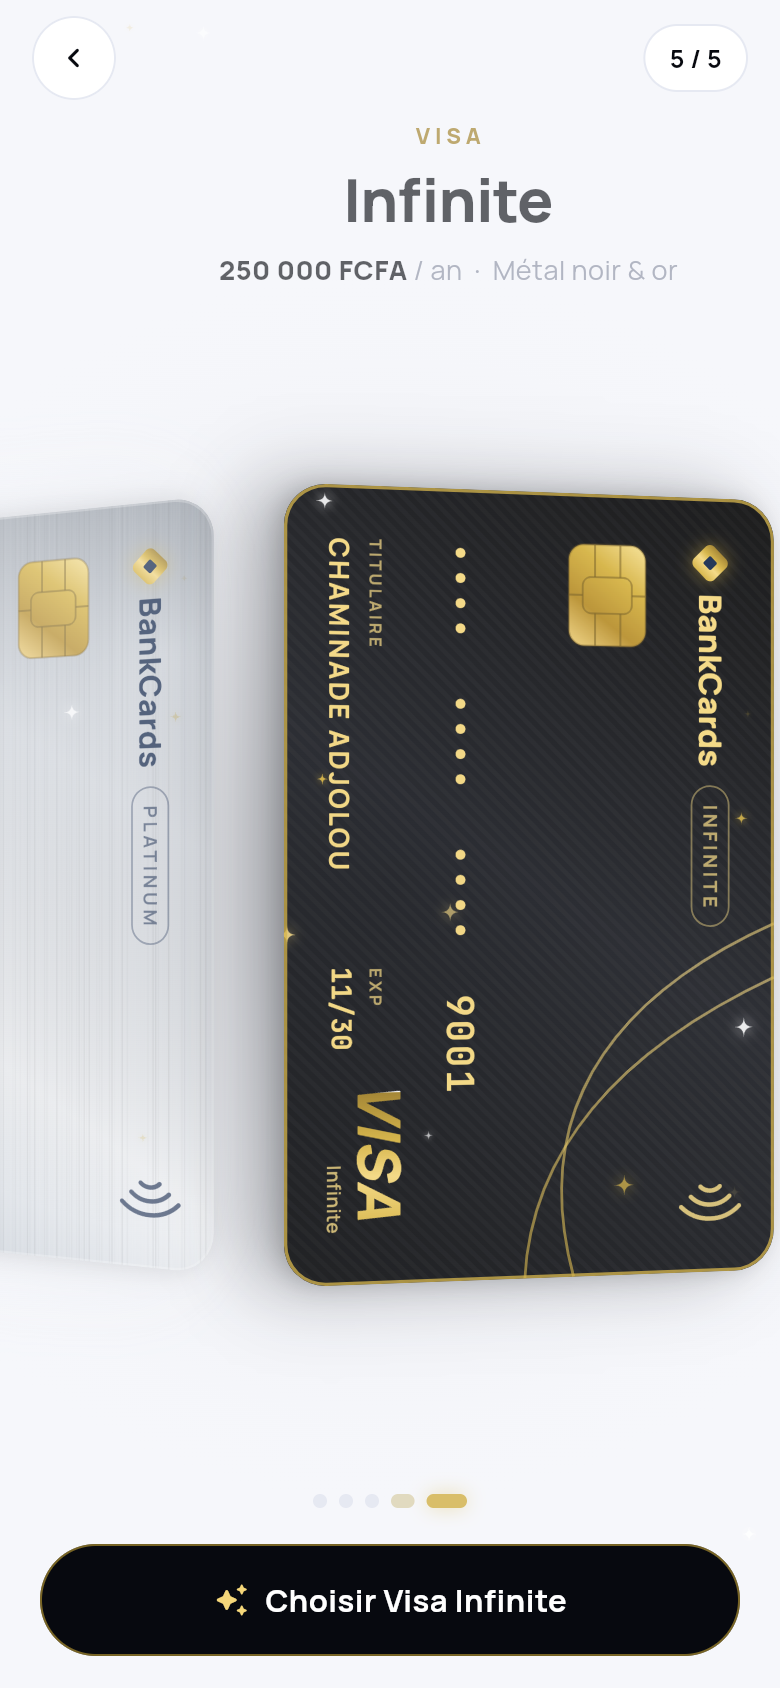 5 / 5
VISA
Infinite
250 000 FCFA / an · Métal noir & or
BankCards PLATINUM
BankCards INFINITE
•••• •••• •••• 9001
TITULAIRE
CHAMINADE ADJOLOU
EXP
11/30
VISA
Infinite
Choisir Visa Infinite